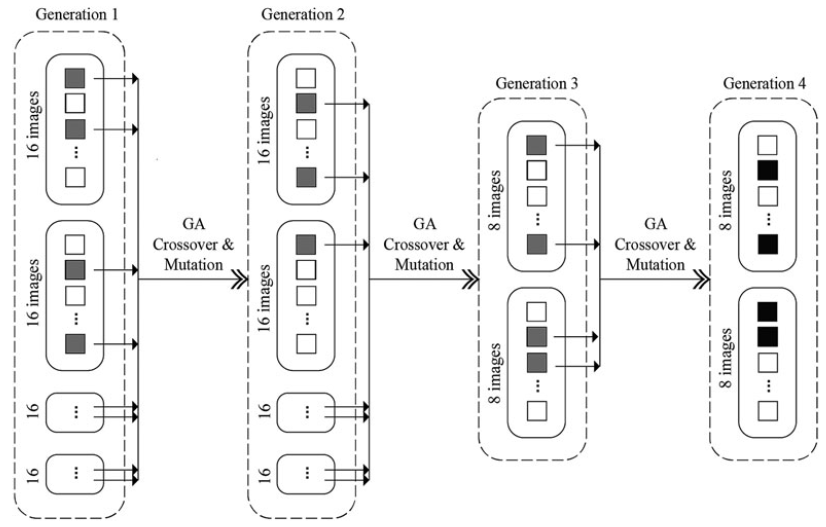 Generation 1
16 images
...
16 images
...
16
...
16
...
GA
Crossover &
Mutation
Generation 2
16 images
...
16 images
...
16
...
16
...
GA
Crossover &
Mutation
Generation 3
8 images
...
8 images
...
GA
Crossover &
Mutation
Generation 4
8 images
...
8 images
...